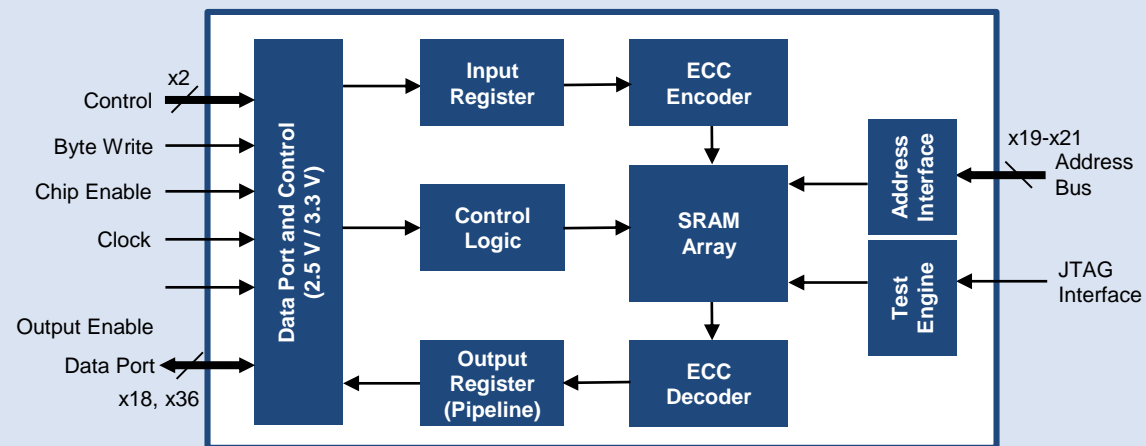 x2
Control
Byte Write
Chip Enable
Clock
Output Enable
Data Port
x18, x36
Data Port and Control
(2.5 V / 3.3 V)
Input
Register
ECC
Encoder
Control
Logic
SRAM
Array
Output
Register
(Pipeline)
ECC
Decoder
Address
Interface
Test
Engine
x19-x21
Address
Bus
JTAG
Interface